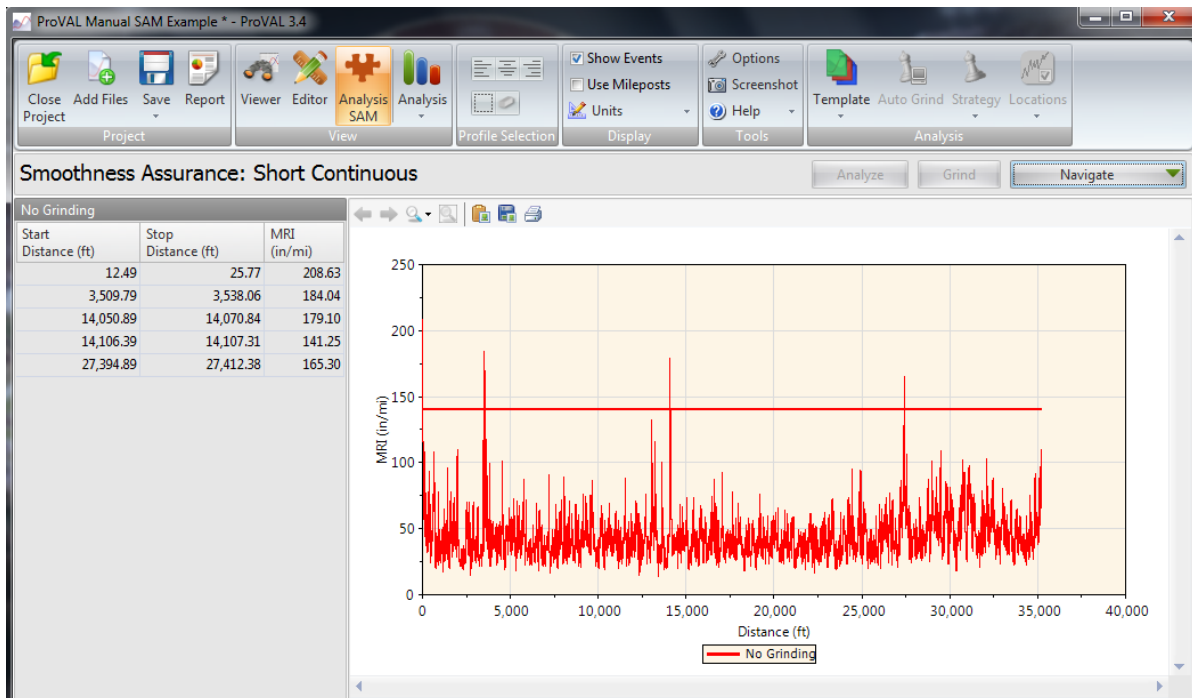 ProVAL Manual SAM Example * - ProVAL 3.4
Close Project
Add Files
Save
Report
Project
Viewer
Editor
Analysis SAM
Analysis
View
Profile Selection
Show Events
Use Mileposts
Units
Display
Options
Screenshot
Help
Tools
Template
Auto Grind
Strategy
Locations
Analysis
Smoothness Assurance: Short Continuous
Analyze
Grind
Navigate
No Grinding
Start Distance (ft) Stop Distance (ft) MRI (in/mi)
12.49 25.77 208.63
3,509.79 3,538.06 184.04
14,050.89 14,070.84 179.10
14,106.39 14,107.31 141.25
27,394.89 27,412.38 165.30
250
200
150
100
50
0
MRI (in/mi)
0 5,000 10,000 15,000 20,000 25,000 30,000 35,000 40,000
Distance (ft)
No Grinding